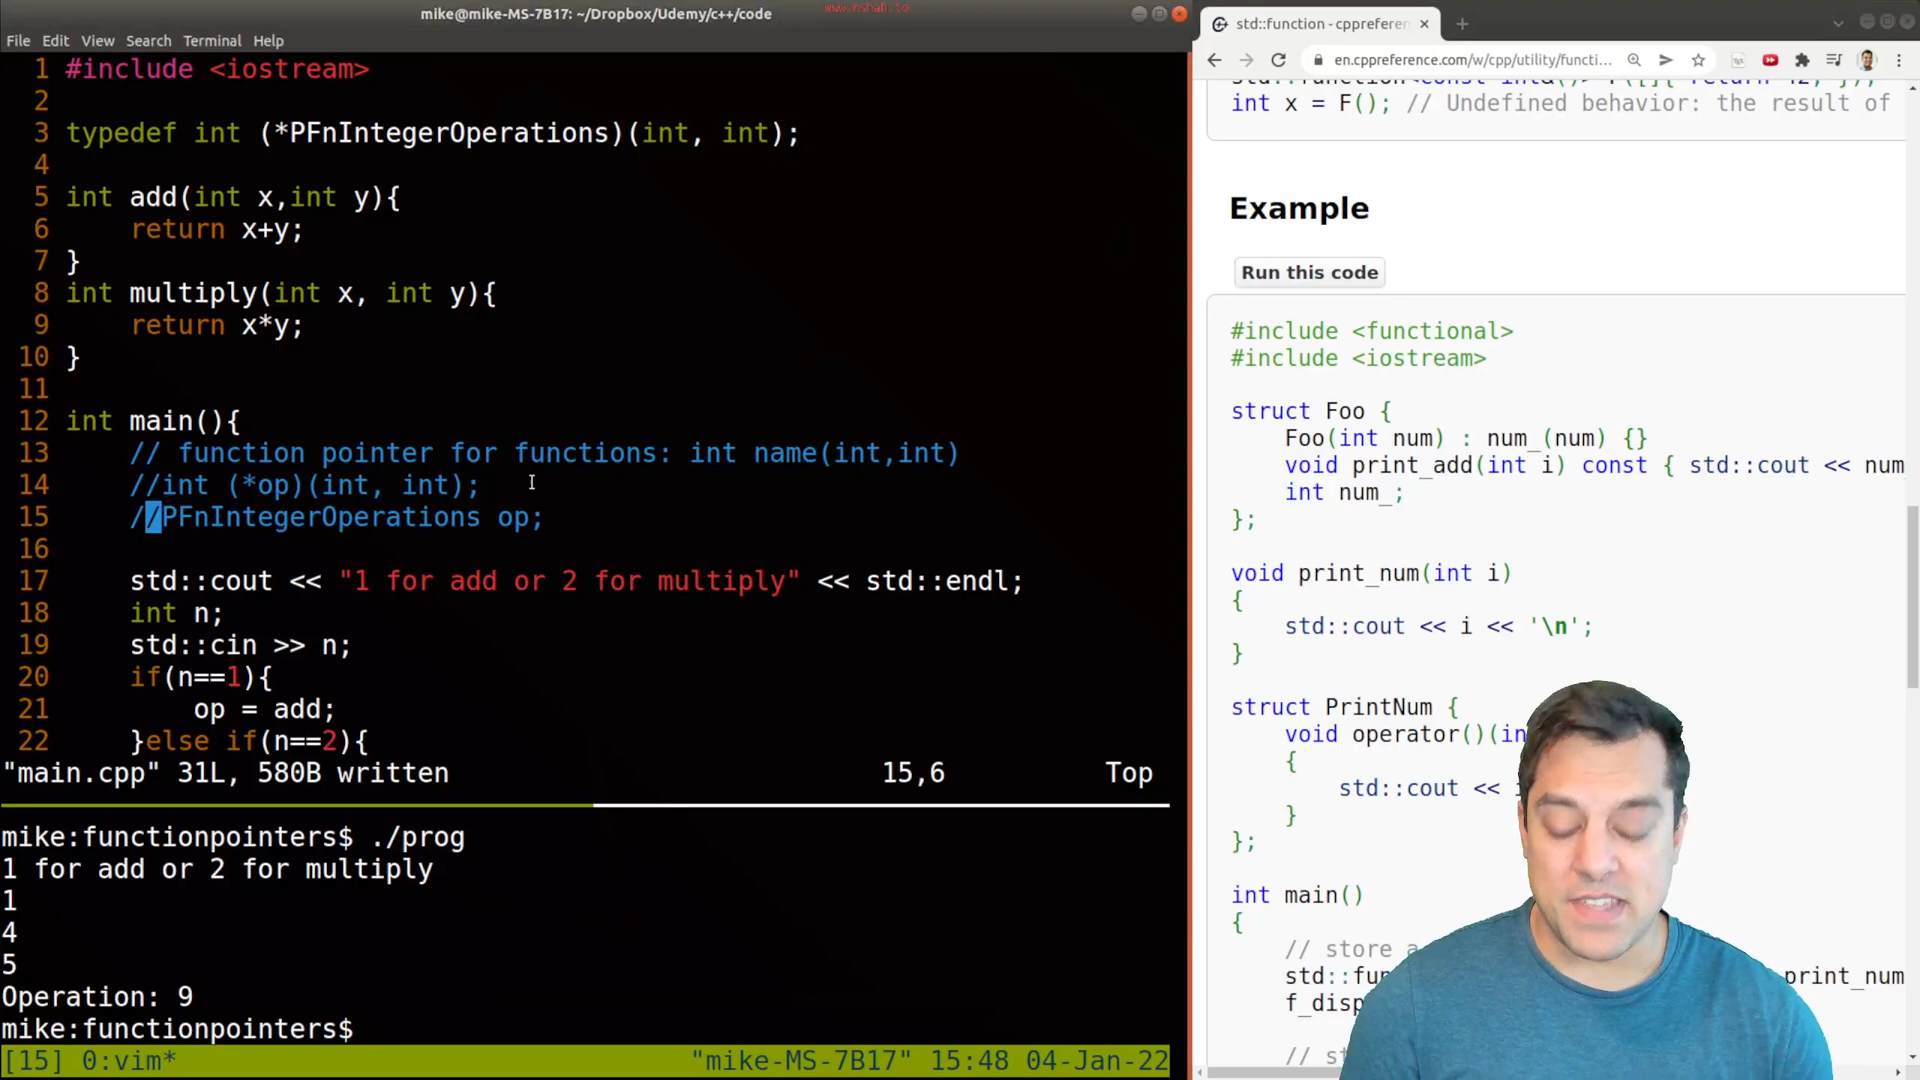 mike@mike-MS-7B17: ~/Dropbox/Udemy/c++/code
File Edit View Search Terminal Help
1 #include <iostream>
2
3 typedef int (*PFnIntegerOperations)(int, int);
4
5 int add(int x,int y){
6 return x+y;
7 }
8 int multiply(int x, int y){
9 return x*y;
10 }
11
12 int main(){
13 // function pointer for functions: int name(int,int)
14 //int (*op)(int, int);
15 //PFnIntegerOperations op;
16
17 std::cout << "1 for add or 2 for multiply" << std::endl;
18 int n;
19 std::cin >> n;
20 if(n==1){
21 op = add;
22 }else if(n==2){
"main.cpp" 31L, 580B written 15,6 Top
mike:functionpointers$ ./prog
1 for add or 2 for multiply
1
4
5
Operation: 9
mike:functionpointers$
[15] 0:vim* "mike-MS-7B17" 15:48 04-Jan-22
std::function - cppreferen
en.cppreference.com/w/cpp/utility/functi...
int x = F(); // Undefined behavior: the result of
Example
Run this code
#include <functional>
#include <iostream>
struct Foo {
Foo(int num) : num_(num) {}
void print_add(int i) const { std::cout << num
int num_;
};
void print_num(int i)
{
std::cout << i << '\n';
}
struct PrintNum {
void operator()(in
{
std::cout <<
}
};
int main()
{
// store a
std::fu print_num
f_disp
// s